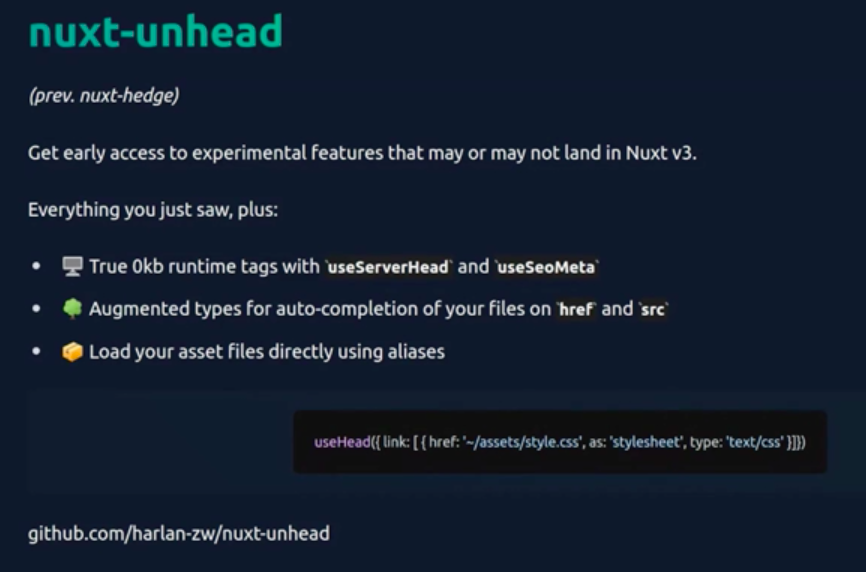 nuxt-unhead
(prev. nuxt-hedge)
Get early access to experimental features that may or may not land in Nuxt v3.
Everything you just saw, plus:
• 🖥️ True 0kb runtime tags with `useServerHead` and `useSeoMeta`
• 🌳 Augmented types for auto-completion of your files on `href` and `src`
• 📦 Load your asset files directly using aliases
useHead({ link: [ { href: '~/assets/style.css', as: 'stylesheet', type: 'text/css' }]})
github.com/harlan-zw/nuxt-unhead